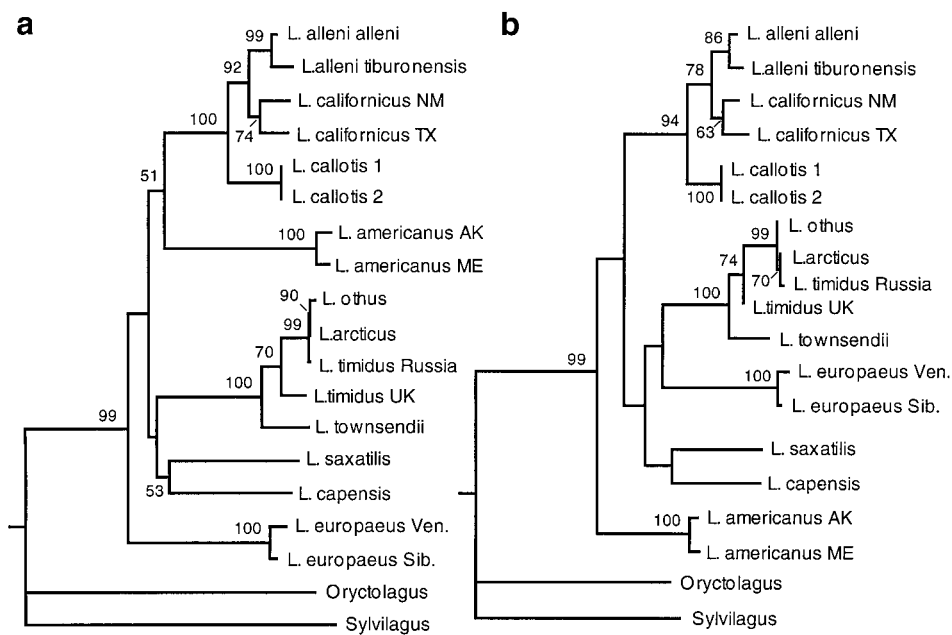 a
99
L. alleni alleni
L.alleni tiburonensis
92
L. californicus NM
74
L. californicus TX
100
100
L. callotis 1
L. callotis 2
51
100
L. americanus AK
L. americanus ME
90
L. othus
99
L.arcticus
L. timidus Russia
70
L.timidus UK
100
L. townsendii
99
L. saxatilis
53
L. capensis
100
L. europaeus Ven.
L. europaeus Sib.
Oryctolagus
Sylvilagus
b
86
L. alleni alleni
L.alleni tiburonensis
78
L. californicus NM
63
L. californicus TX
94
L. callotis 1
100
L. callotis 2
99
L. othus
L.arcticus
70
L. timidus Russia
74
L.timidus UK
100
L. townsendii
100
L. europaeus Ven.
L. europaeus Sib.
99
L. saxatilis
L. capensis
100
L. americanus AK
L. americanus ME
Oryctolagus
Sylvilagus